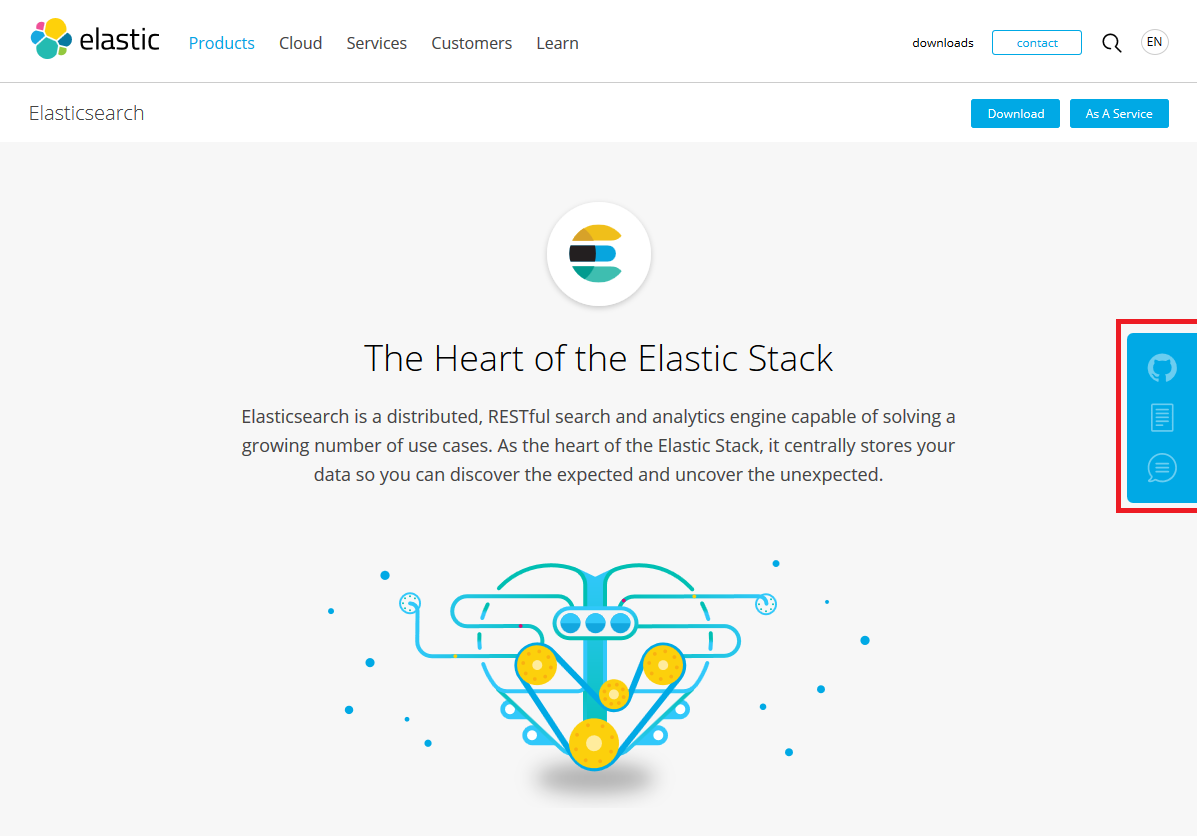 elastic
Products
Cloud
Services
Customers
Learn
downloads
contact
EN
Elasticsearch
Download
As A Service
The Heart of the Elastic Stack
Elasticsearch is a distributed, RESTful search and analytics engine capable of solving a
growing number of use cases. As the heart of the Elastic Stack, it centrally stores your
data so you can discover the expected and uncover the unexpected.